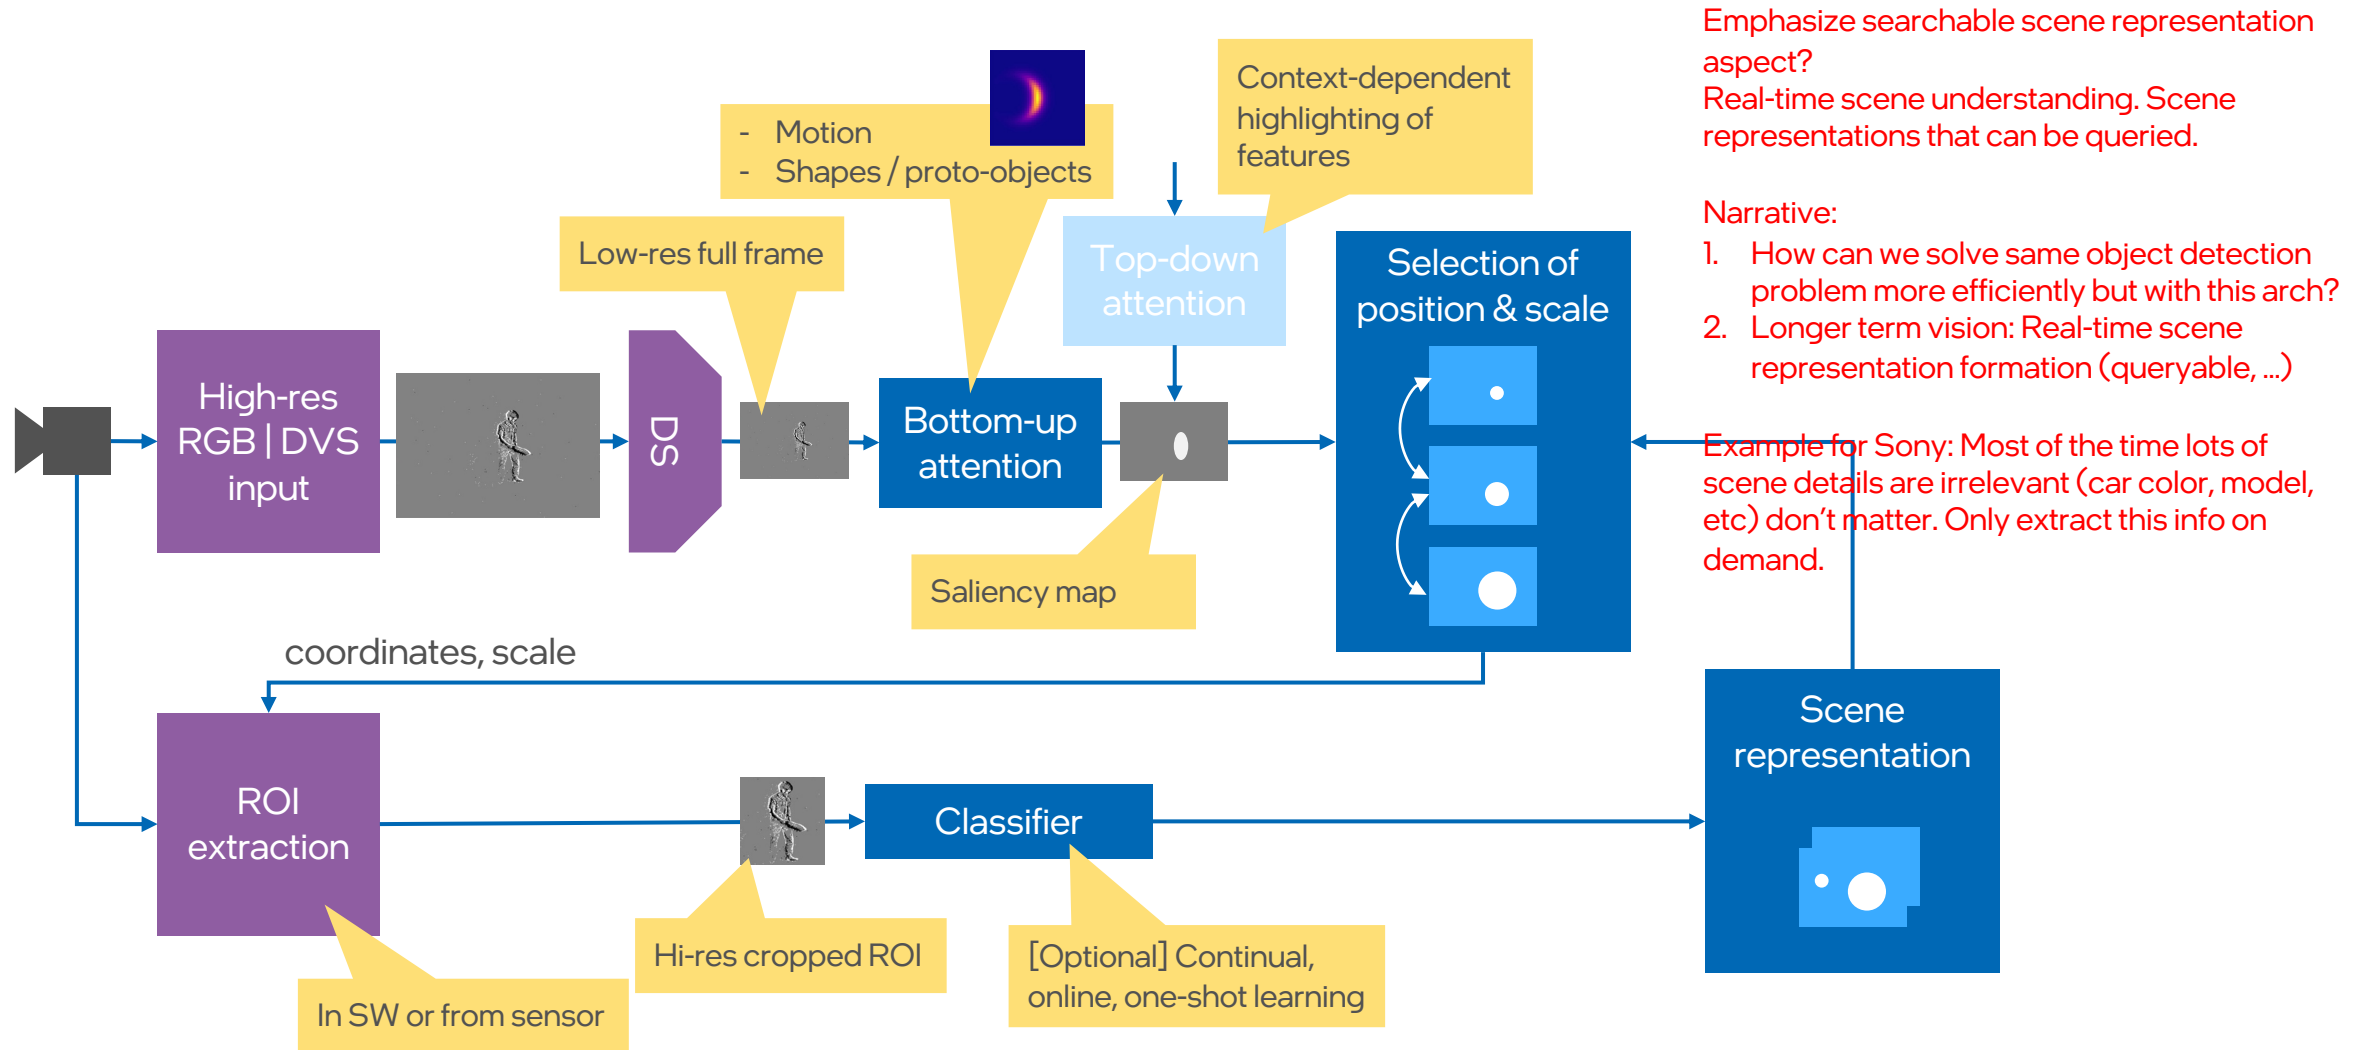 Emphasize searchable scene representation
aspect?
Real-time scene understanding. Scene
representations that can be queried.
Narrative:
1. How can we solve same object detection
problem more efficiently but with this arch?
2. Longer term vision: Real-time scene
representation formation (queryable, ...)
Example for Sony: Most of the time lots of
scene details are irrelevant (car color, model,
etc) don't matter. Only extract this info on
demand.
- Motion
- Shapes / proto-objects
Context-dependent
highlighting of
features
Low-res full frame
Top-down
attention
Selection of
position & scale
High-res
RGB | DVS
input
DS
Bottom-up
attention
Saliency map
coordinates, scale
ROI
extraction
Classifier
Scene
representation
Hi-res cropped ROI
[Optional] Continual,
online, one-shot learning
In SW or from sensor